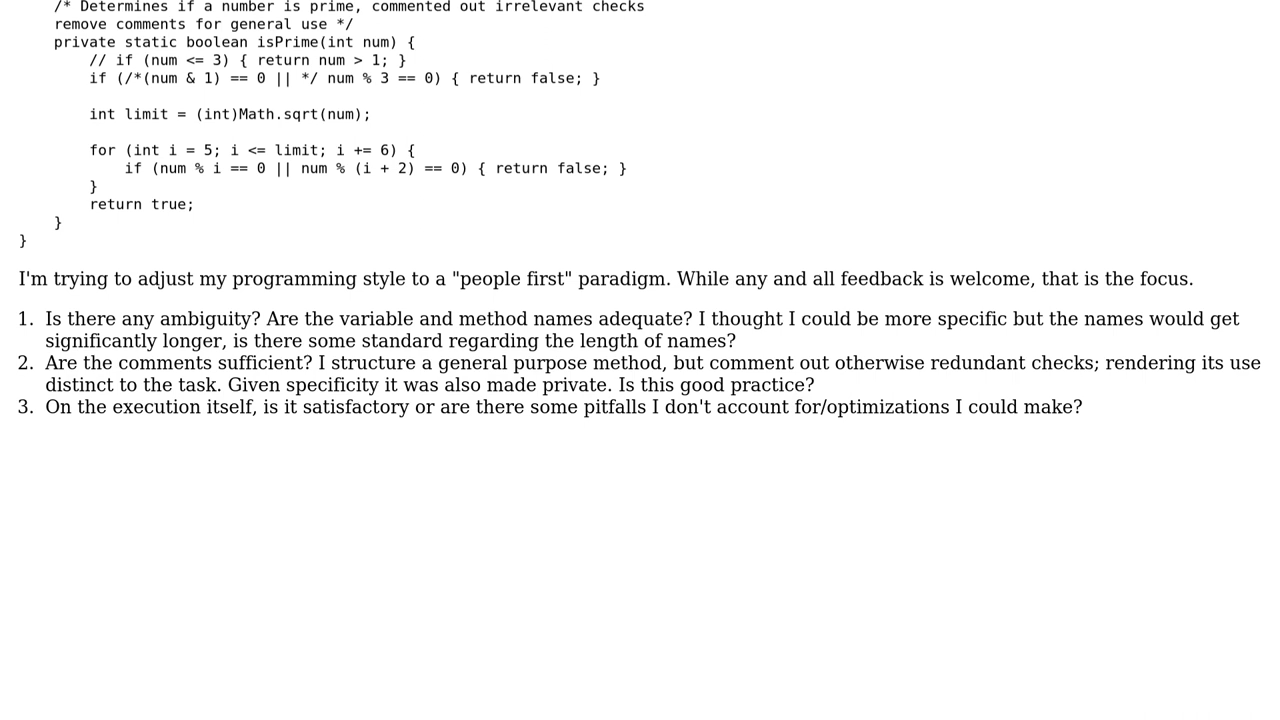 /* Determines if a number is prime, commented out irrelevant checks
remove comments for general use */
private static boolean isPrime(int num) {
// if (num <= 3) { return num > 1; }
if (/*(num & 1) == 0 || */ num % 3 == 0) { return false; }
int limit = (int)Math.sqrt(num);
for (int i = 5; i <= limit; i += 6) {
if (num % i == 0 || num % (i + 2) == 0) { return false; }
}
return true;
}
}
I'm trying to adjust my programming style to a "people first" paradigm. While any and all feedback is welcome, that is the focus.
1. Is there any ambiguity? Are the variable and method names adequate? I thought I could be more specific but the names would get
significantly longer, is there some standard regarding the length of names?
2. Are the comments sufficient? I structure a general purpose method, but comment out otherwise redundant checks; rendering its use
distinct to the task. Given specificity it was also made private. Is this good practice?
3. On the execution itself, is it satisfactory or are there some pitfalls I don't account for/optimizations I could make?